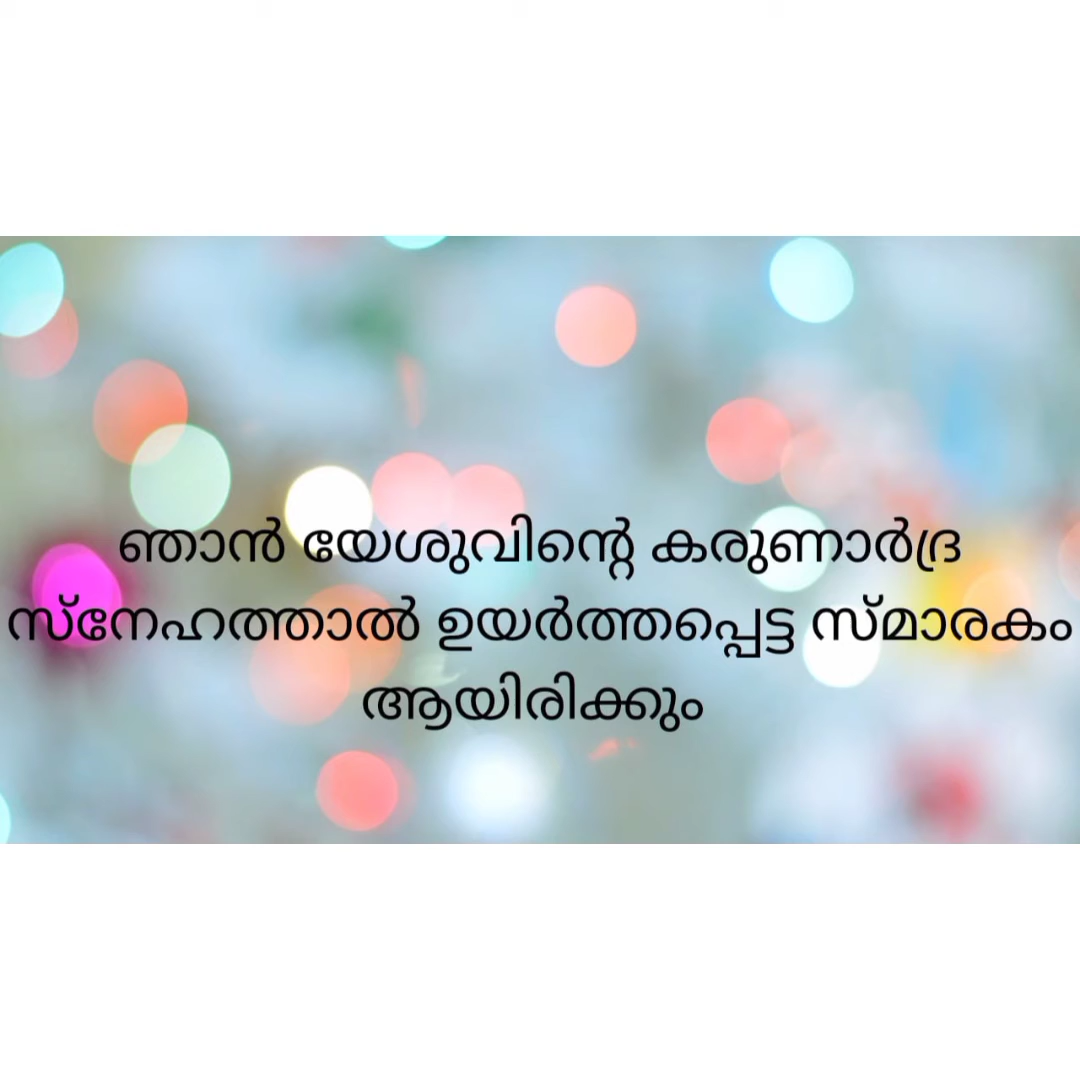 ഞാൻ യേശുവിന്റെ കരുണാർദ്ര
സ്നേഹത്താൽ ഉയർത്തപ്പെട്ട സ്മാരകം
ആയിരിക്കും